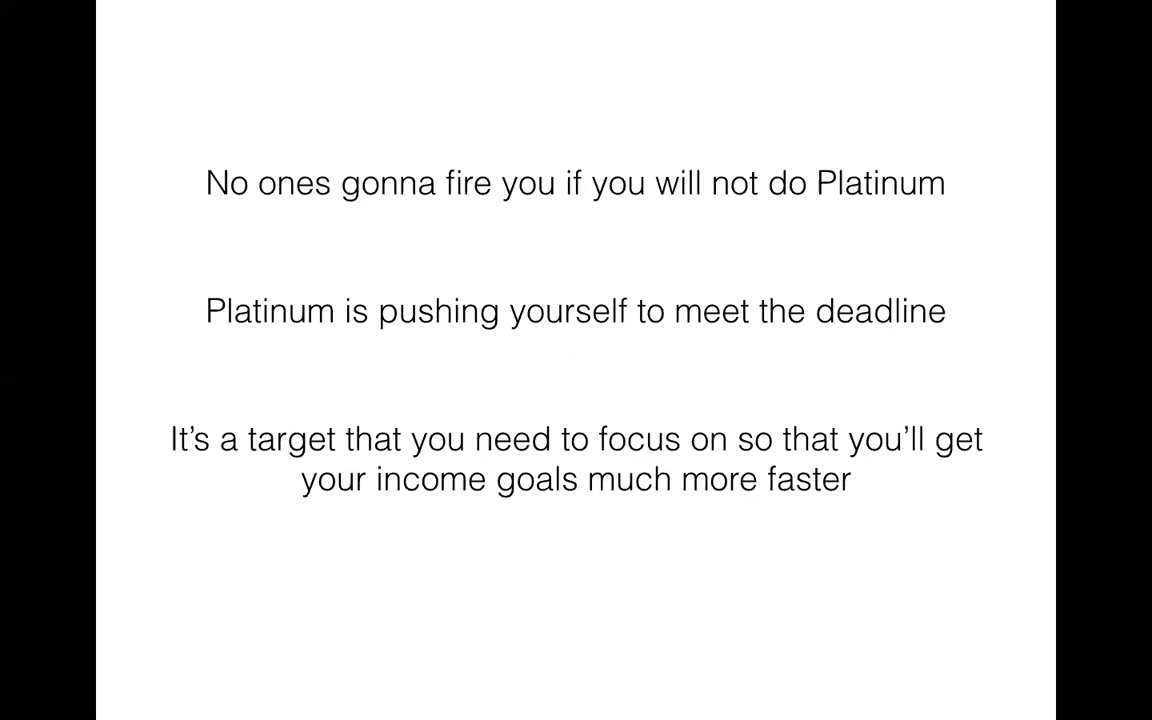 No ones gonna fire you if you will not do Platinum
Platinum is pushing yourself to meet the deadline
It’s a target that you need to focus on so that you’ll get
your income goals much more faster